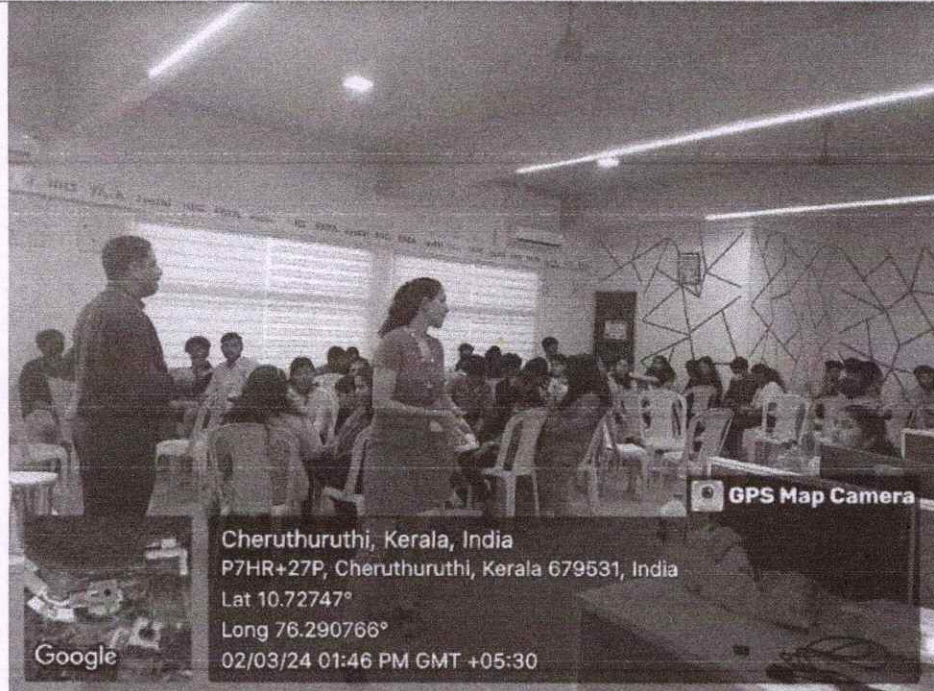 GPS Map Camera
Cheruthuruthi, Kerala, India
P7HR+27P, Cheruthuruthi, Kerala 679531, India
Lat 10.72747°
Long 76.290766°
02/03/24 01:46 PM GMT +05:30
Google